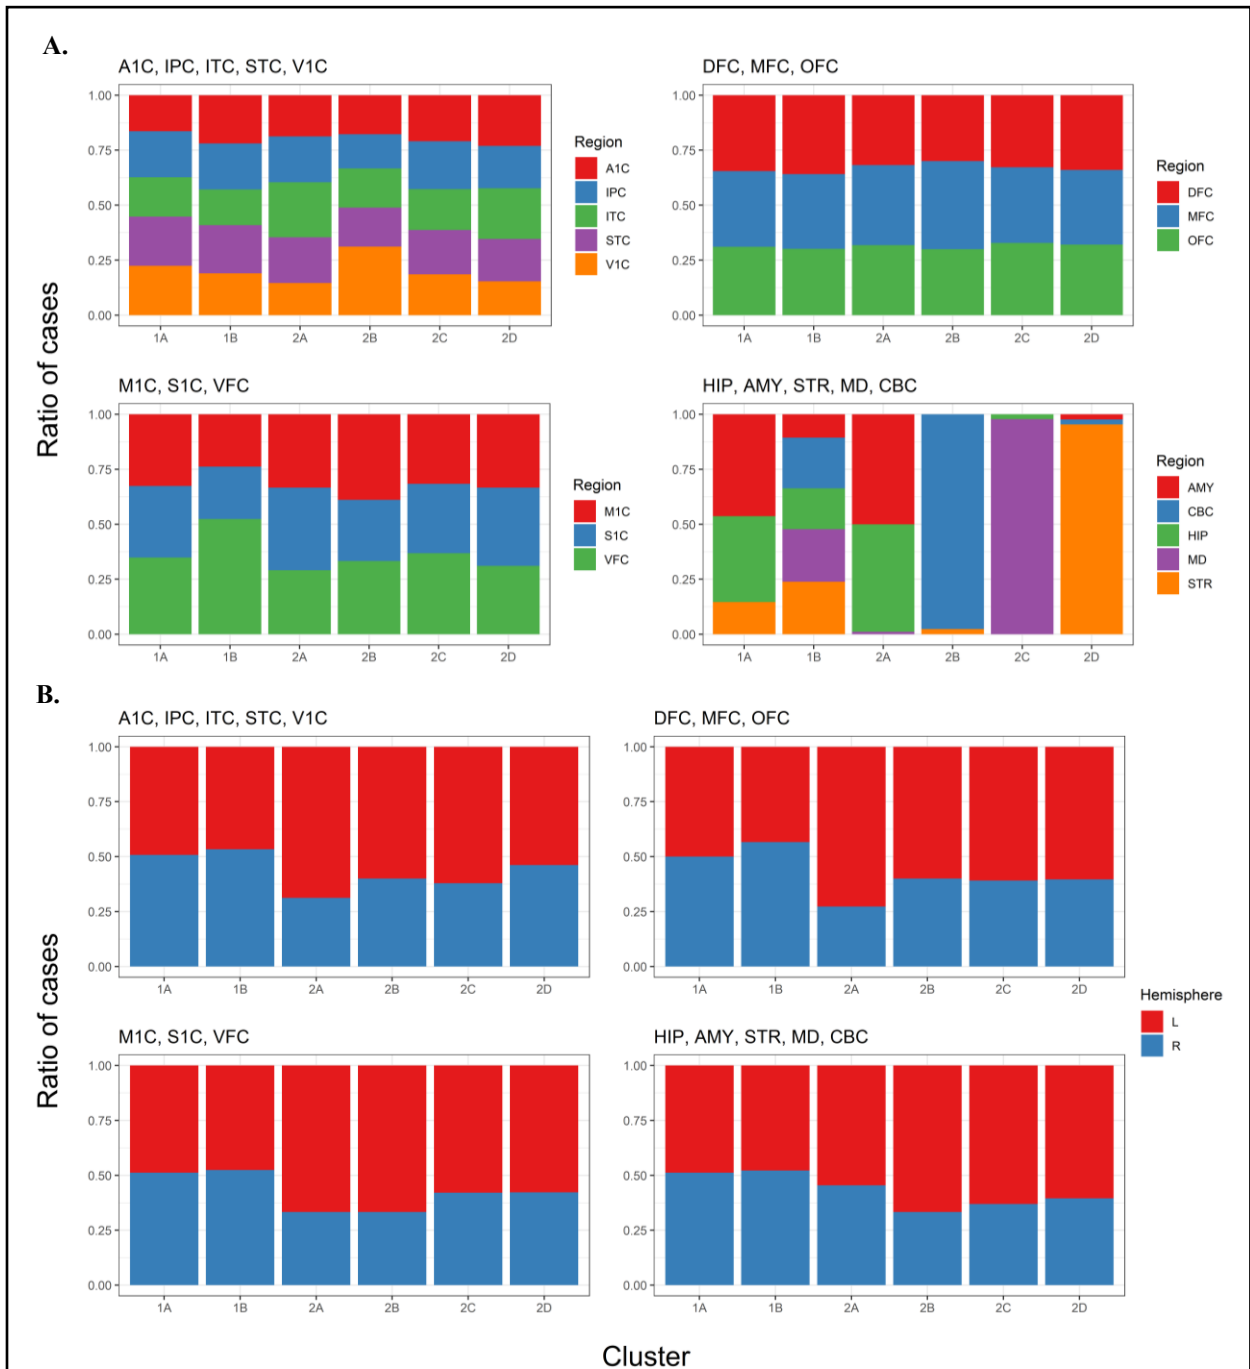 A.
A1C, IPC, ITC, STC, V1C
1.00
0.75
0.50
0.25
0.00
1A 1B 2A 2B 2C 2D
Region
A1C
IPC
ITC
STC
V1C
DFC, MFC, OFC
1.00
0.75
0.50
0.25
0.00
1A 1B 2A 2B 2C 2D
Region
DFC
MFC
OFC
Ratio of cases
M1C, S1C, VFC
1.00
0.75
0.50
0.25
0.00
1A 1B 2A 2B 2C 2D
Region
M1C
S1C
VFC
HIP, AMY, STR, MD, CBC
1.00
0.75
0.50
0.25
0.00
1A 1B 2A 2B 2C 2D
Region
AMY
CBC
HIP
MD
STR
B.
A1C, IPC, ITC, STC, V1C
1.00
0.75
0.50
0.25
0.00
1A 1B 2A 2B 2C 2D
DFC, MFC, OFC
1.00
0.75
0.50
0.25
0.00
1A 1B 2A 2B 2C 2D
Ratio of cases
Hemisphere
L
R
M1C, S1C, VFC
1.00
0.75
0.50
0.25
0.00
1A 1B 2A 2B 2C 2D
HIP, AMY, STR, MD, CBC
1.00
0.75
0.50
0.25
0.00
1A 1B 2A 2B 2C 2D
Cluster